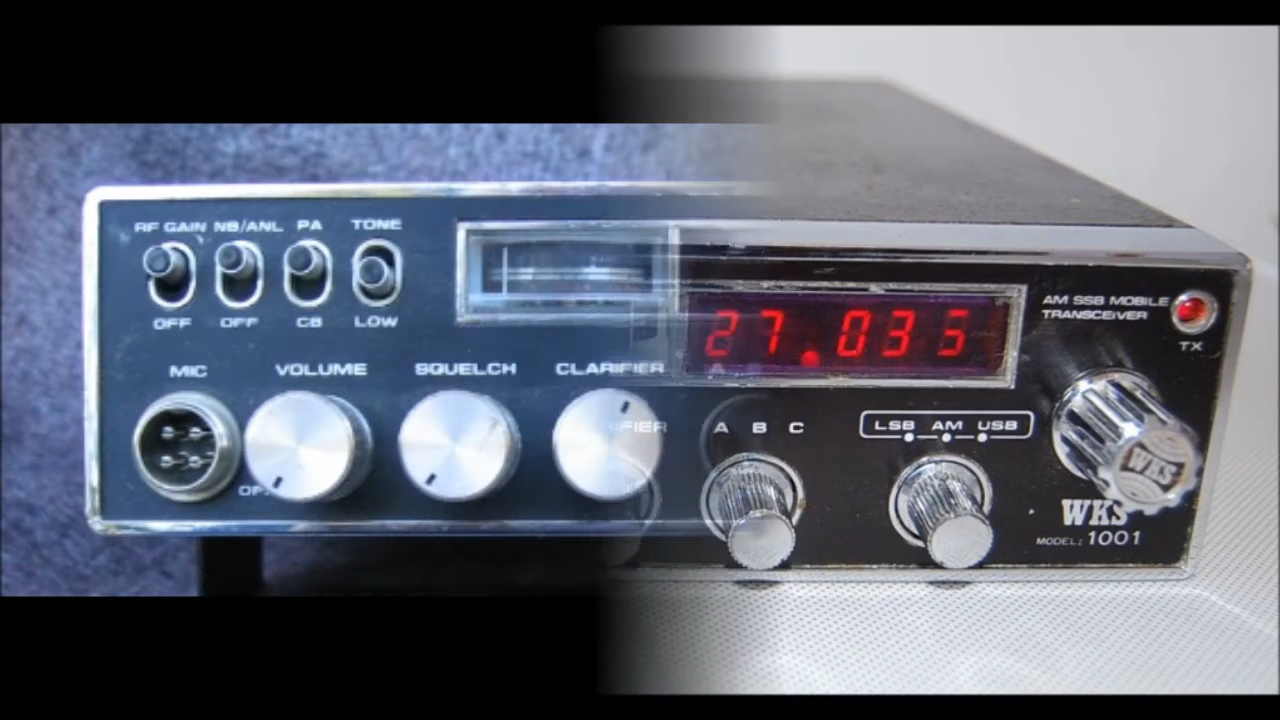 RF GAIN NB/ANL PA TONE
OFF OFF CB LOW
MIC VOLUME SQUELCH CLARIFIER
27.035
AM SSB MOBILE
TRANSCEIVER
TX
A B C
LSB AM USB
WKS
WKS
MODEL: 1001